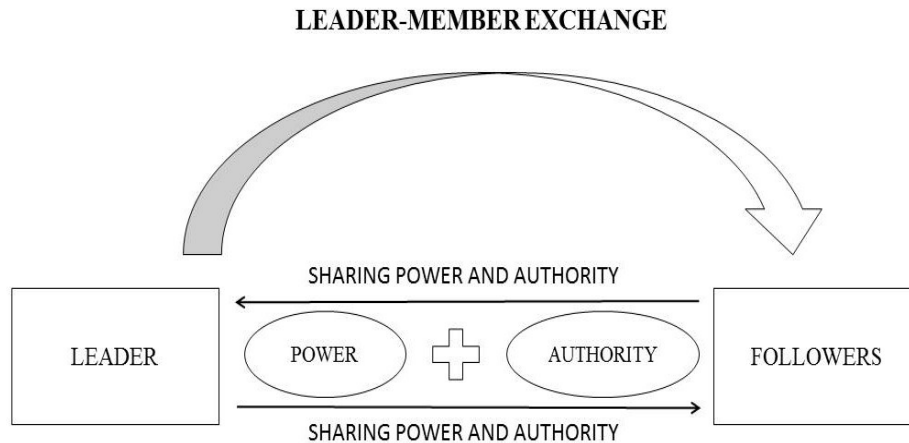 LEADER-MEMBER EXCHANGE
SHARING POWER AND AUTHORITY
LEADER
POWER
AUTHORITY
FOLLOWERS
SHARING POWER AND AUTHORITY